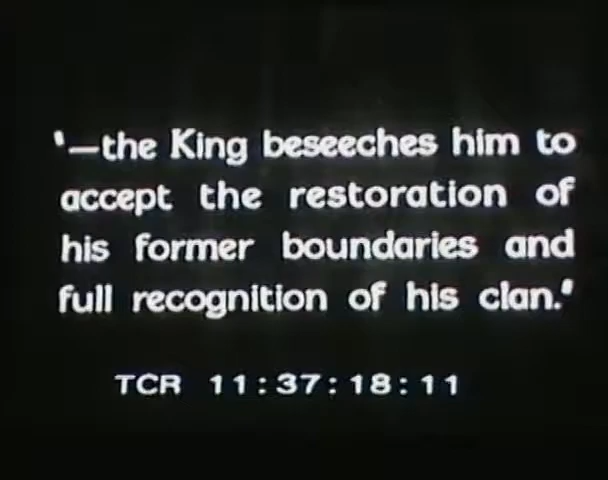 '—the King beseeches him to
accept the restoration of
his former boundaries and
full recognition of his clan.'
TCR 11:37:18:11